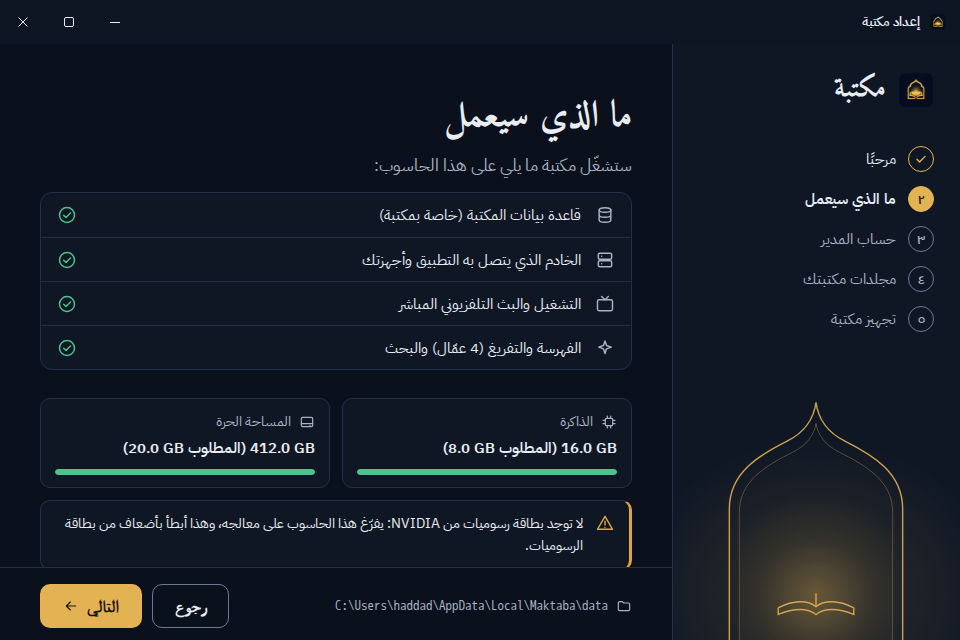 إعداد مكتبة
مكتبة
مرحبًا
٢ ما الذي سيعمل
٣ حساب المدير
٤ مجلدات مكتبتك
٥ تجهيز مكتبة
ما الذي سيعمل
ستشغّل مكتبة ما يلي على هذا الحاسوب:
قاعدة بيانات المكتبة (خاصة بمكتبة)
الخادم الذي يتصل به التطبيق وأجهزتك
التشغيل والبث التلفزيوني المباشر
الفهرسة والتفريغ (4 عمّال) والبحث
الذاكرة
16.0 GB (المطلوب 8.0 GB)
المساحة الحرة
412.0 GB (المطلوب 20.0 GB)
لا توجد بطاقة رسوميات من NVIDIA: يفرّغ هذا الحاسوب على معالجه، وهذا أبطأ بأضعاف من بطاقة
الرسوميات.
C:\Users\haddad\AppData\Local\Maktaba\data
رجوع
التالي